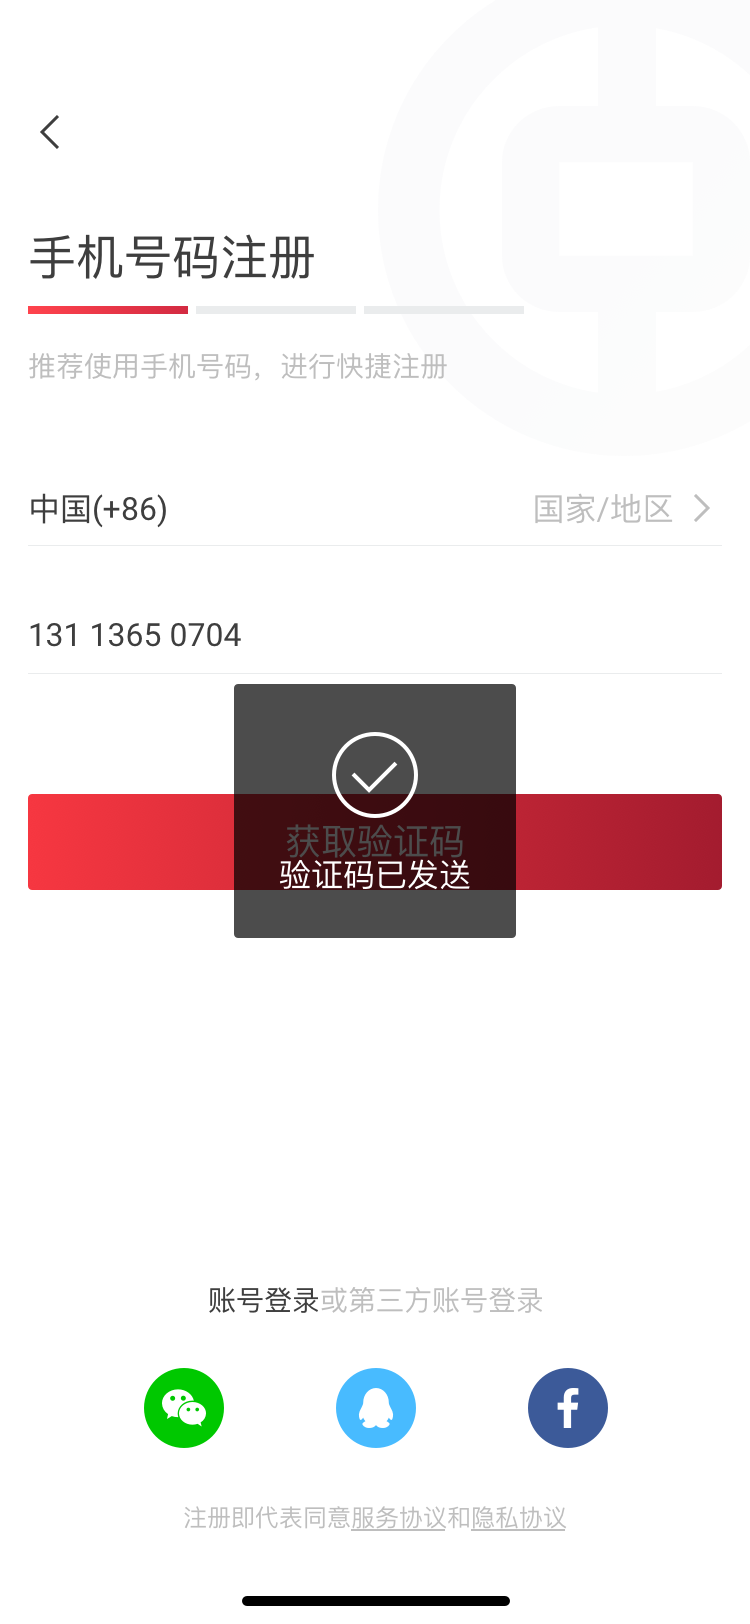 手机号码注册
推荐使用手机号码，进行快捷注册
中国(+86) 国家/地区
131 1365 0704
获取验证码
验证码已发送
账号登录或第三方账号登录
注册即代表同意服务协议和隐私协议